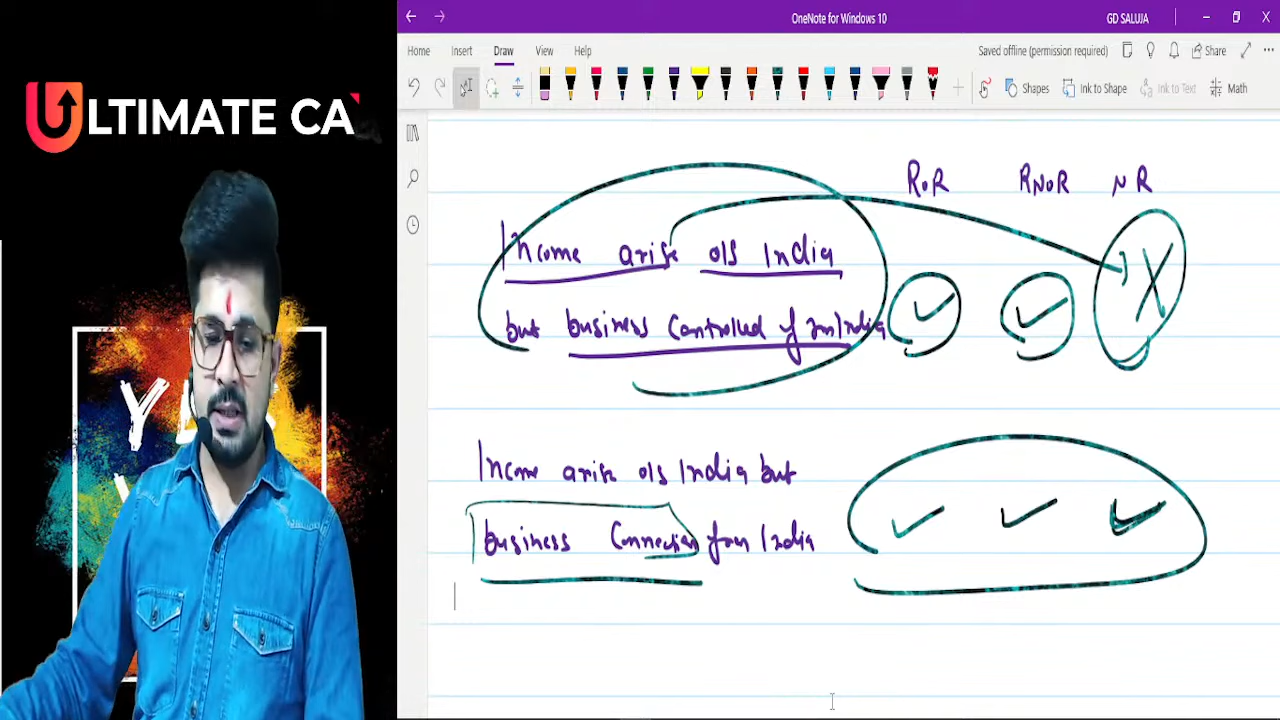 OneNote for Windows 10
GD SALUJA
ULTIMATE CA
Home Insert Draw View Help
Saved offline (permission required)
Share
Shapes
Ink to Shape
Ink to Text
Math
ROR RNOR NR
Income arise o/s India
but business Controlled from India
Income arise o/s India but
business Connection from India